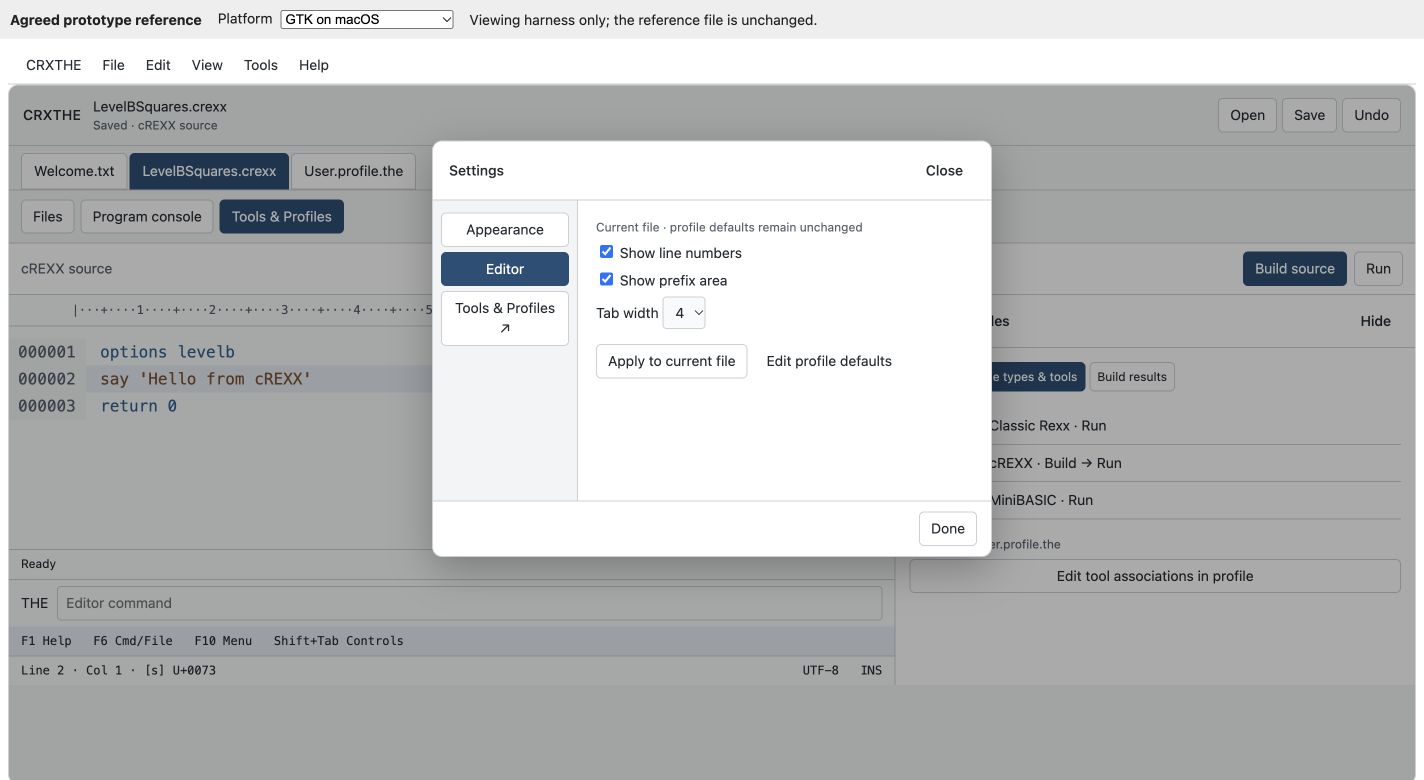 Agreed prototype reference Platform GTK on macOS Viewing harness only; the reference file is unchanged.
CRXTHE File Edit View Tools Help
CRXTHE
LevelBSquares.crexx
Saved · cREXX source
Open Save Undo
Welcome.txt LevelBSquares.crexx User.profile.the
Files Program console Tools & Profiles
cREXX source
Build source Run
|···+····1····+····2····+····3····+····4····+····5
000001 options levelb
000002 say 'Hello from cREXX'
000003 return 0
Settings Close
Appearance
Editor
Tools & Profiles ↗
Current file · profile defaults remain unchanged
Show line numbers
Show prefix area
Tab width 4
Apply to current file Edit profile defaults
Done
Hide
types & tools Build results
Classic Rexx · Run
cREXX · Build → Run
MiniBASIC · Run
er.profile.the
Edit tool associations in profile
Ready
THE Editor command
F1 Help F6 Cmd/File F10 Menu Shift+Tab Controls
Line 2 · Col 1 · [s] U+0073 UTF-8 INS